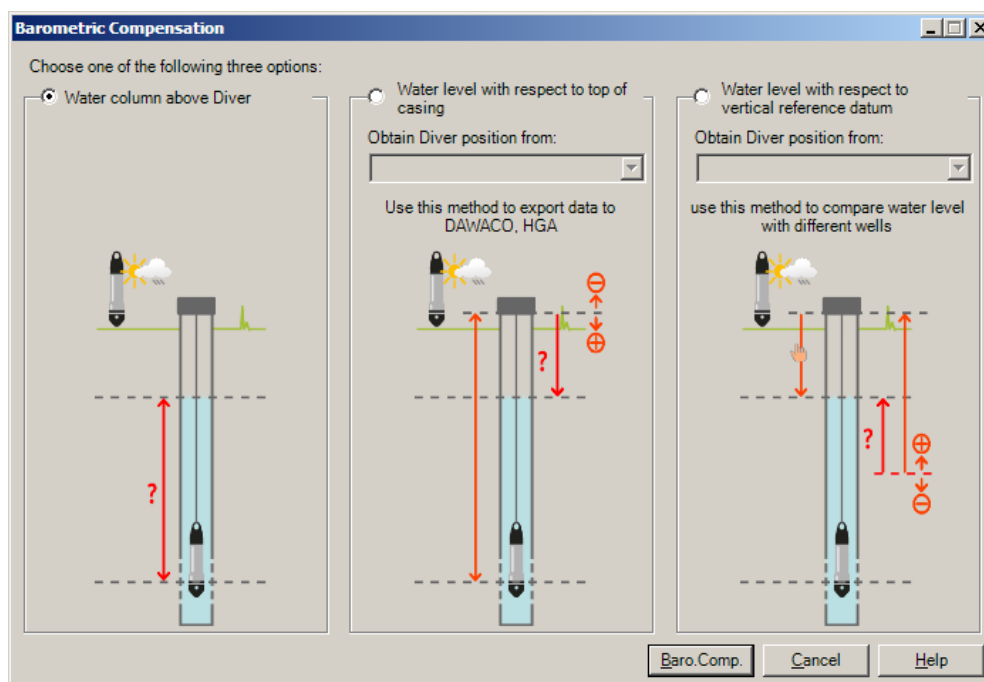 Barometric Compensation
Choose one of the following three options:
Water column above Diver
Water level with respect to top of
casing
Obtain Diver position from:
Use this method to export data to
DAWACO, HGA
?
Water level with respect to
vertical reference datum
Obtain Diver position from:
use this method to compare water level
with different wells
?
?
Baro.Comp.
Cancel
Help